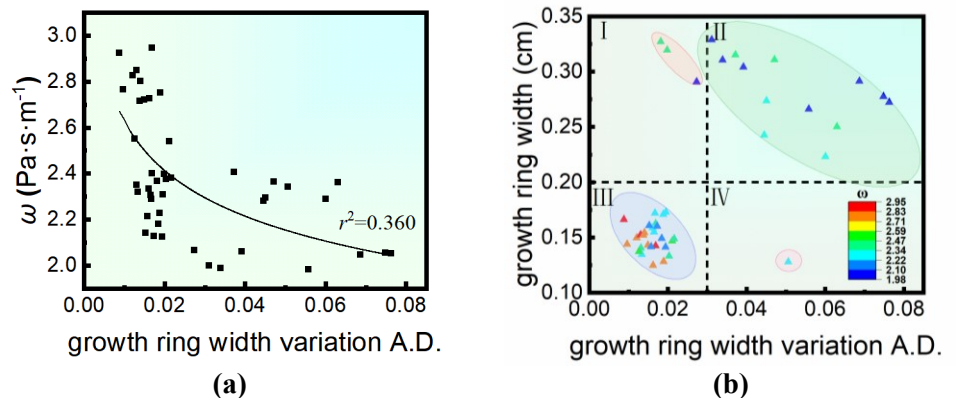 3.0
2.8
2.6
2.4
2.2
2.0
ω (Pa·s·m⁻¹)
r²=0.360
0.00 0.02 0.04 0.06 0.08
growth ring width variation A.D.
(a)
0.35
0.30
0.25
0.20
0.15
0.10
growth ring width (cm)
I II
III IV
ω
2.95
2.83
2.71
2.59
2.47
2.34
2.22
2.10
1.98
0.00 0.02 0.04 0.06 0.08
growth ring width variation A.D.
(b)